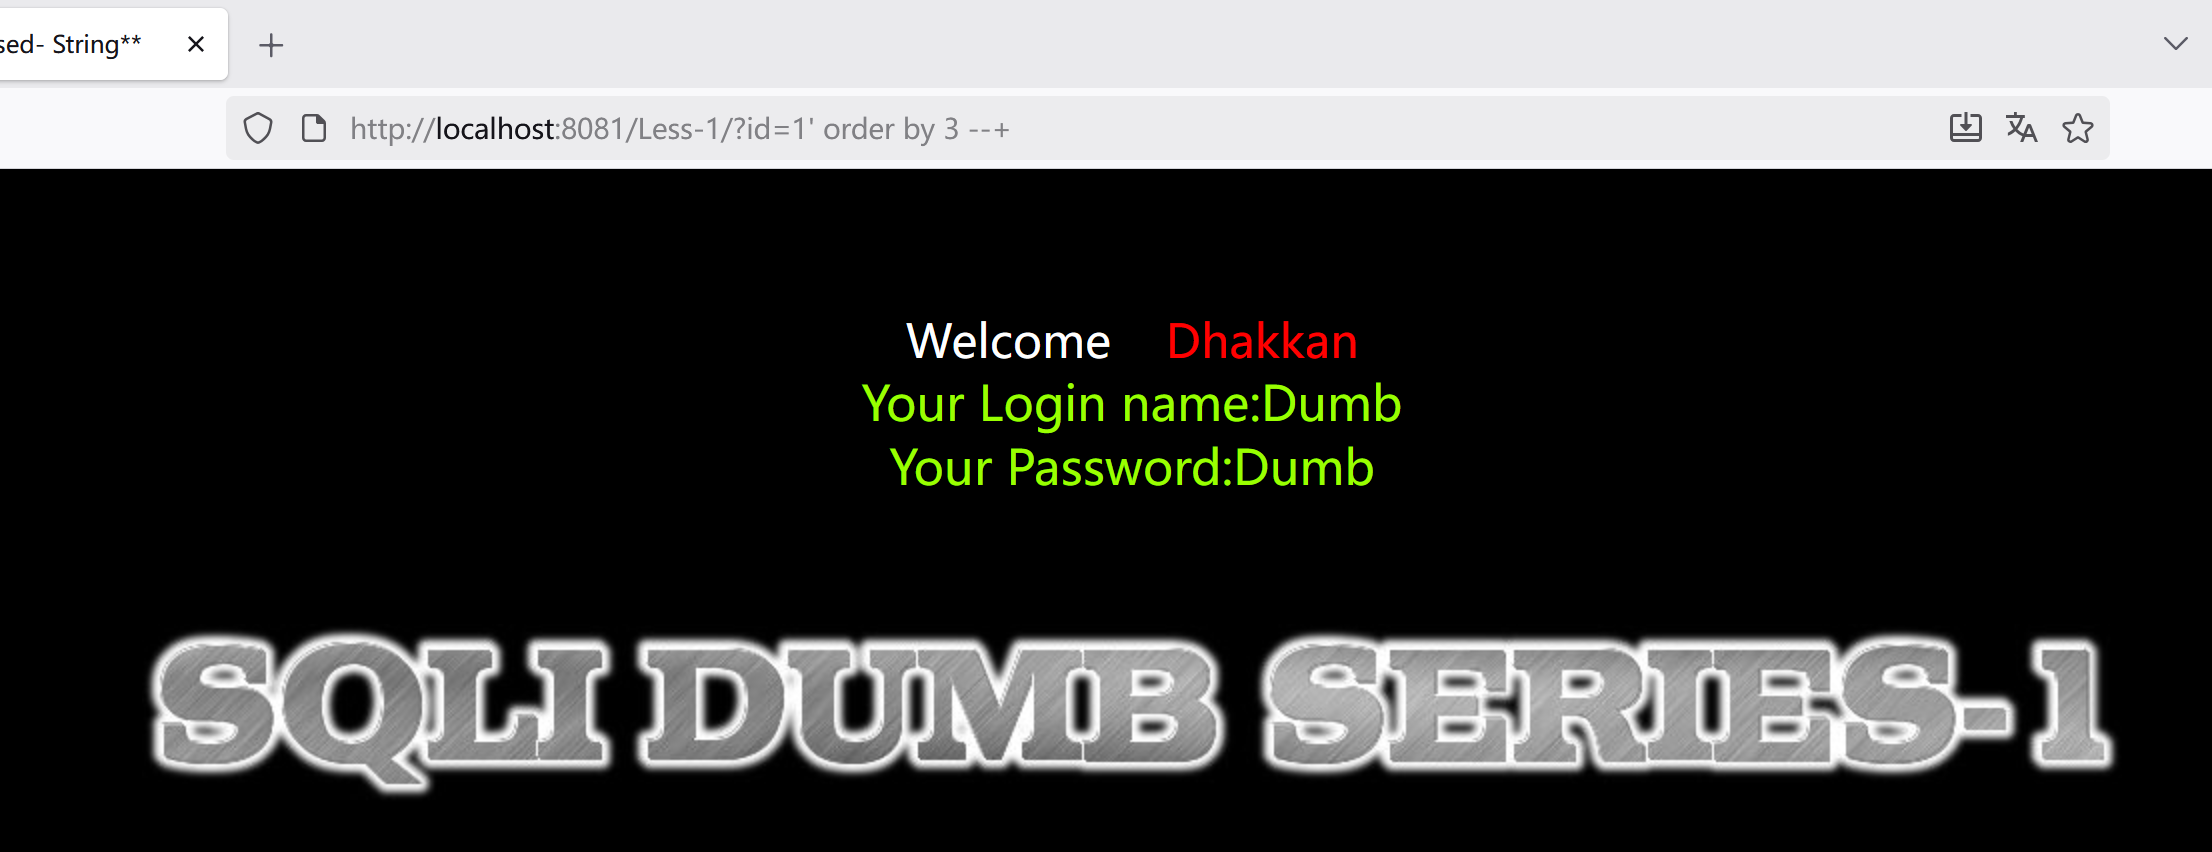 sed- String**
http://localhost:8081/Less-1/?id=1' order by 3 --+
Welcome Dhakkan
Your Login name:Dumb
Your Password:Dumb
SQLI DUMB SERIES-1